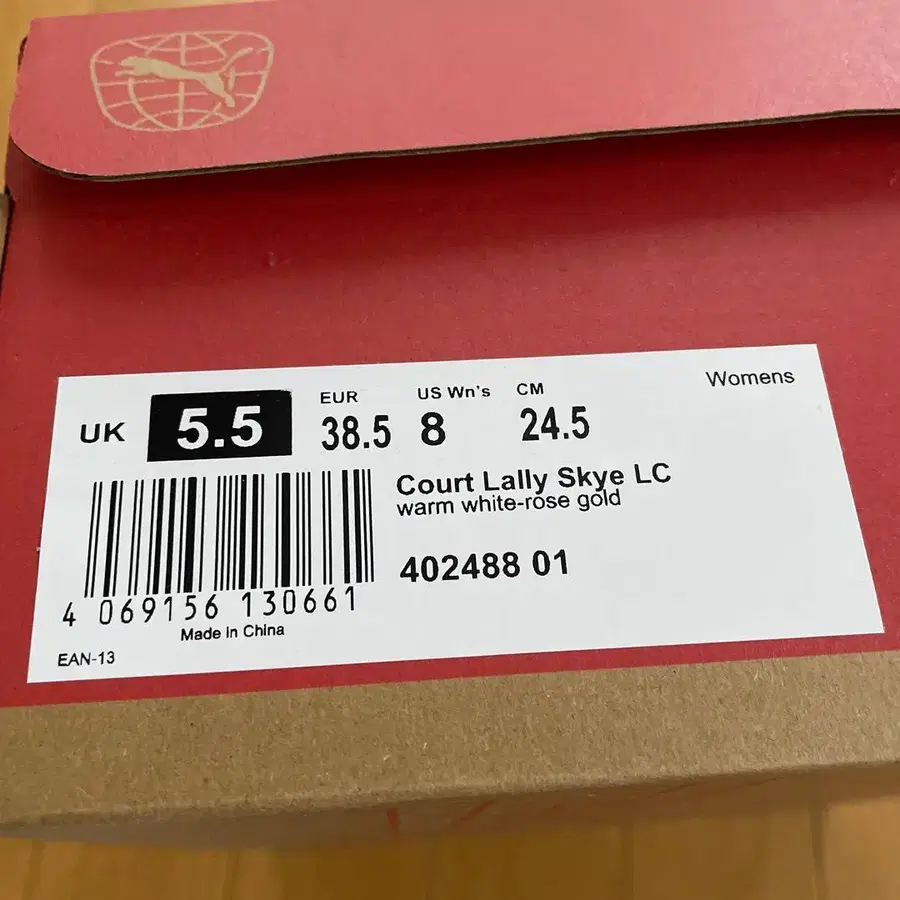 Womens
UK 5.5
EUR 38.5
US Wn's 8
CM 24.5
Court Lally Skye LC
warm white-rose gold
402488 01
4 069156 130661
Made in China
EAN-13